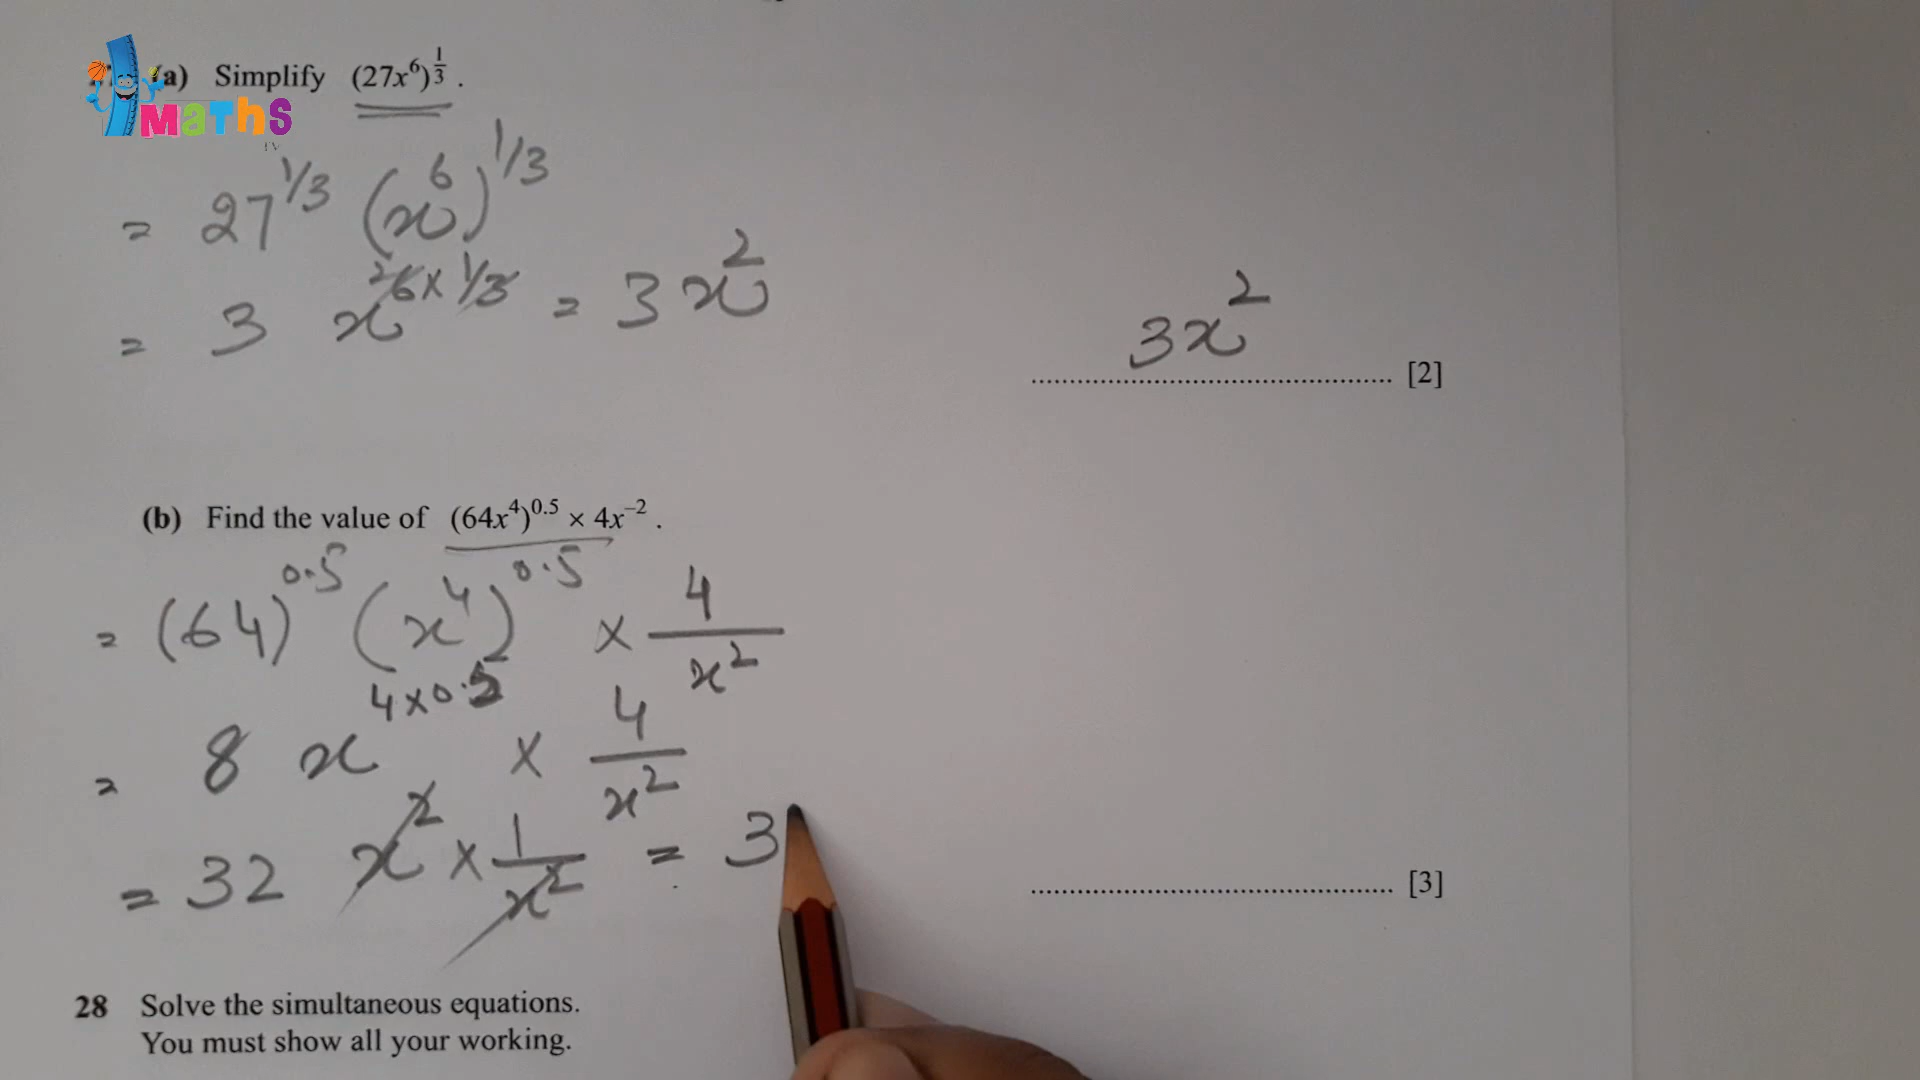 (a) Simplify (27x⁶)^1/3 .
Maths
= 27^1/3 (x⁶)^1/3
= 3 x^26×1/3 = 3x²
3x²
[2]
(b) Find the value of (64x⁴)^0.5 × 4x⁻² .
= (64)^0.5 (x⁴)^0.5 × 4/x²
= 8 x^4×0.5 × 4/x²
= 32 x² × 1/x² = 3
[3]
28 Solve the simultaneous equations.
You must show all your working.